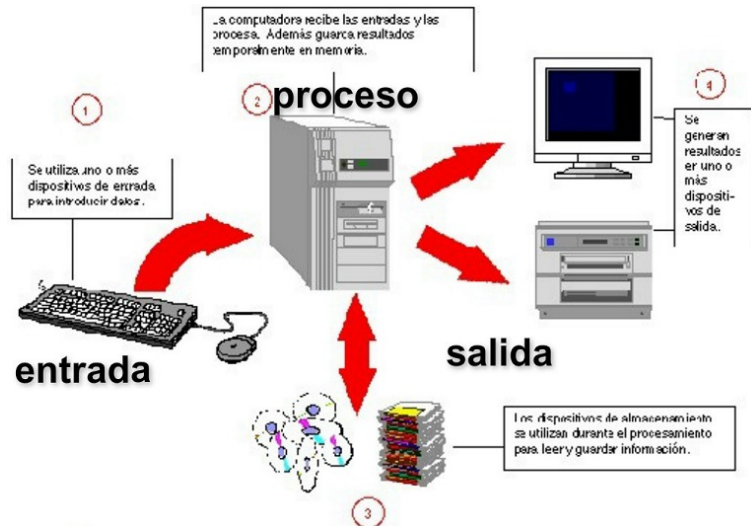 La computadora recibe las entradas y las
procesa. Además guarca resultados
temporalmente en memoria.
1
2
proceso
4
Se utiliza uno o más
dispositivos de entrada
para introducir datos.
Se
generan
resultados
er uno o
más
dispositi-
vos de
salida.
entrada
salida
Los dispositivos de almacenamiento
se utilizan durante el procesamiento
para leer y guardar información.
3